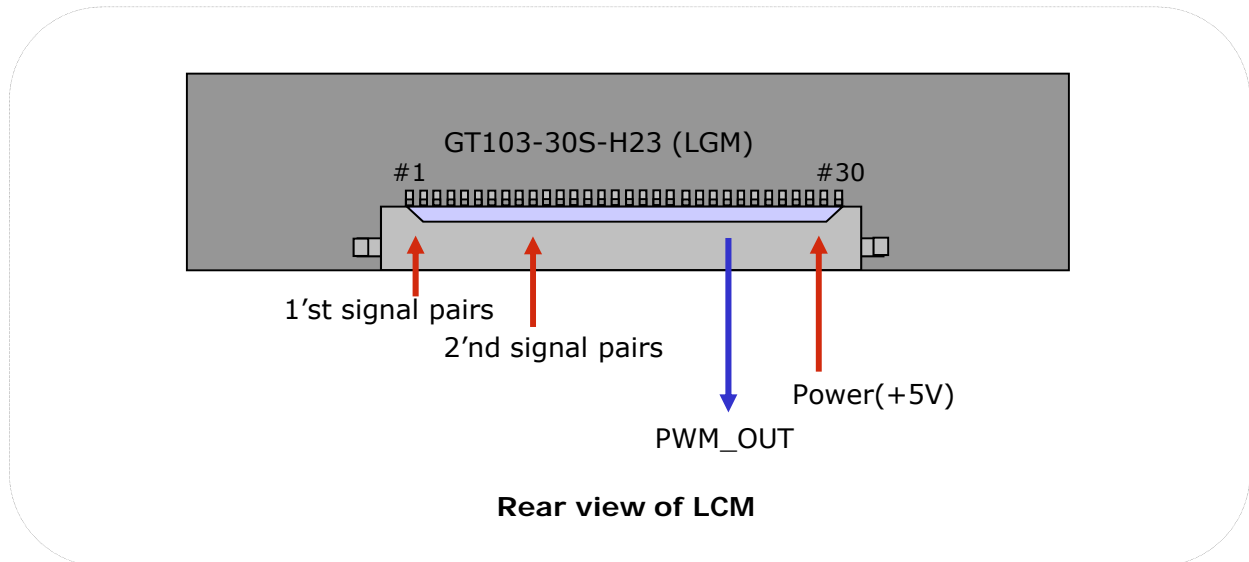 GT103-30S-H23 (LGM)
#1
#30
1’st signal pairs
2’nd signal pairs
Power(+5V)
PWM_OUT
Rear view of LCM